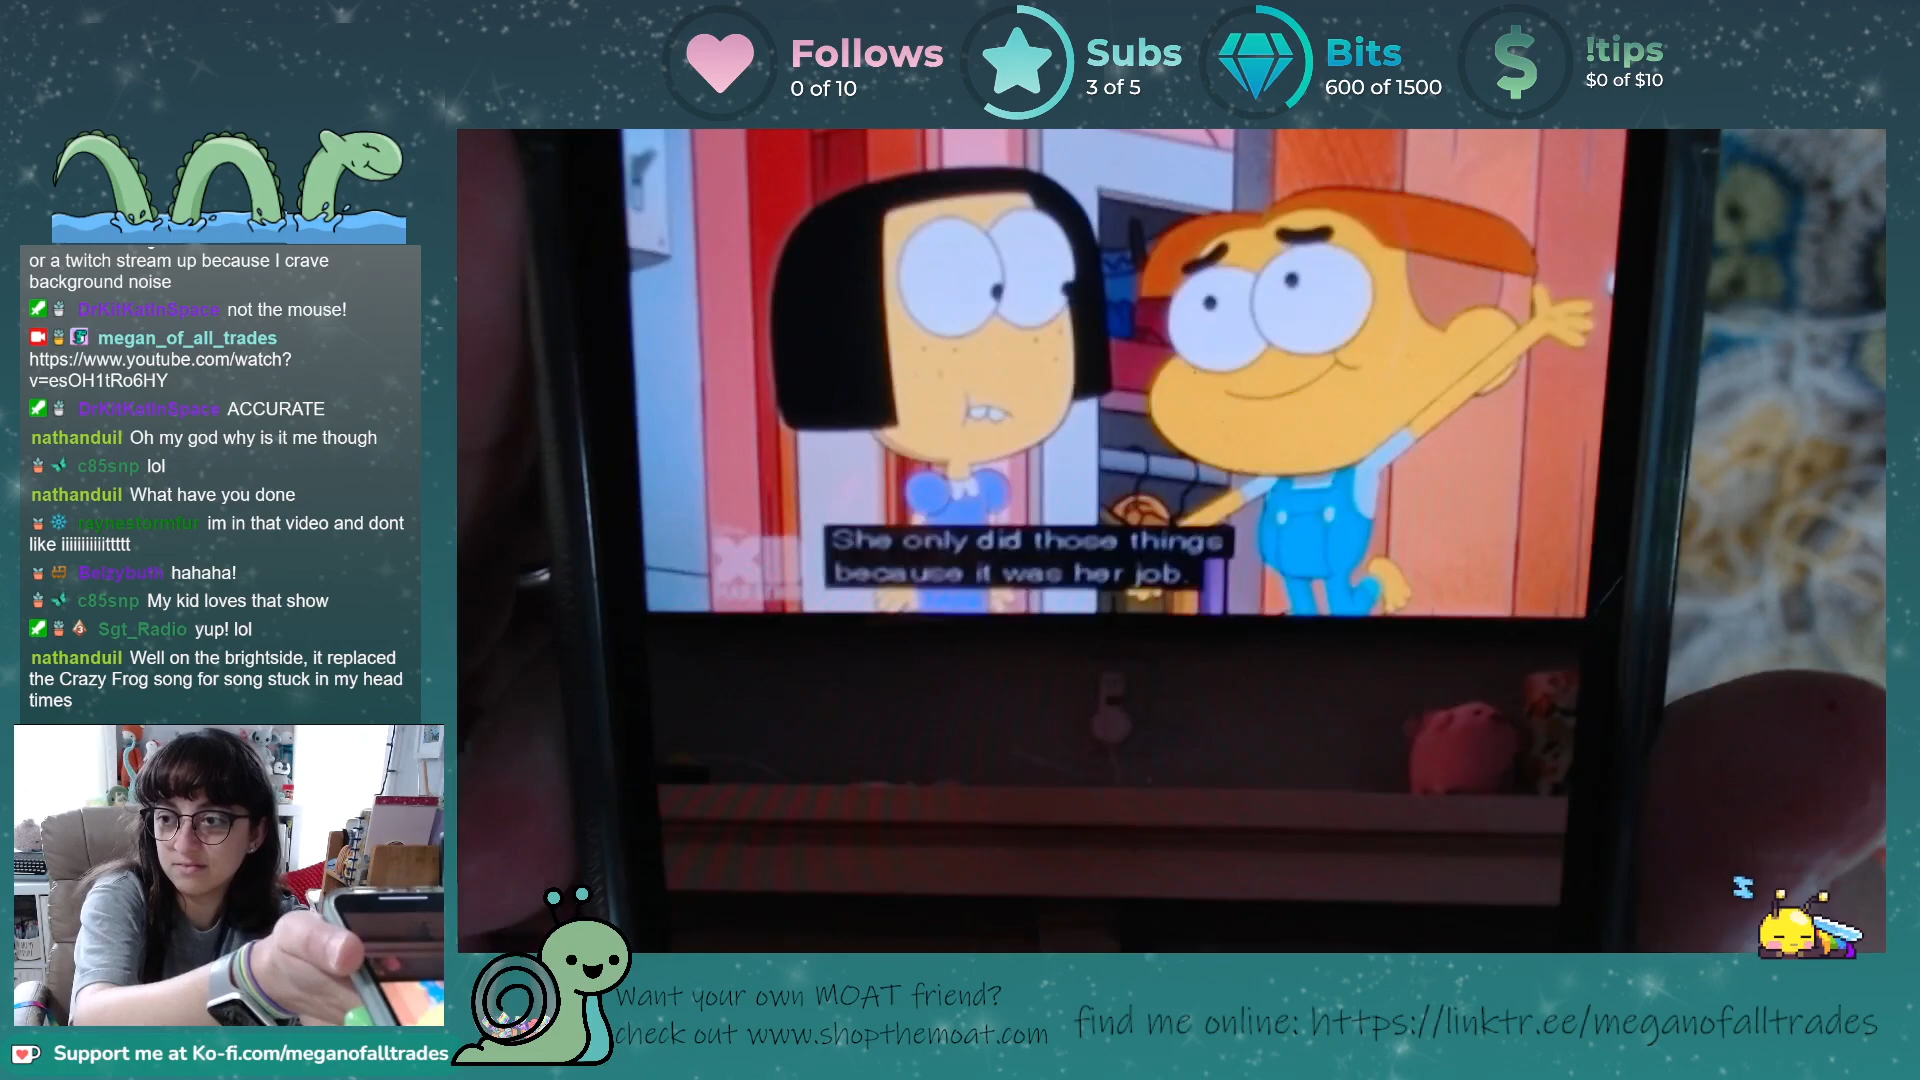 Follows
0 of 10
Subs
3 of 5
Bits
600 of 1500
!tips
$0 of $10
or a twitch stream up because I crave
background noise
DrKitKatInSpace not the mouse!
megan_of_all_trades
https://www.youtube.com/watch?
v=esOH1tRo6HY
DrKitKatInSpace ACCURATE
nathanduil Oh my god why is it me though
c85snp lol
nathanduil What have you done
rayhestormfur im in that video and dont
like iiiiiiiiiiittttt
Belzybuth hahaha!
c85snp My kid loves that show
Sgt_Radio yup! lol
nathanduil Well on the brightside, it replaced
the Crazy Frog song for song stuck in my head
times
She only did those things
because it was her job.
Want your own MOAT friend?
check out www.shopthemoat.com
find me online: https://linktr.ee/meganofalltrades
Support me at Ko-fi.com/meganofalltrades